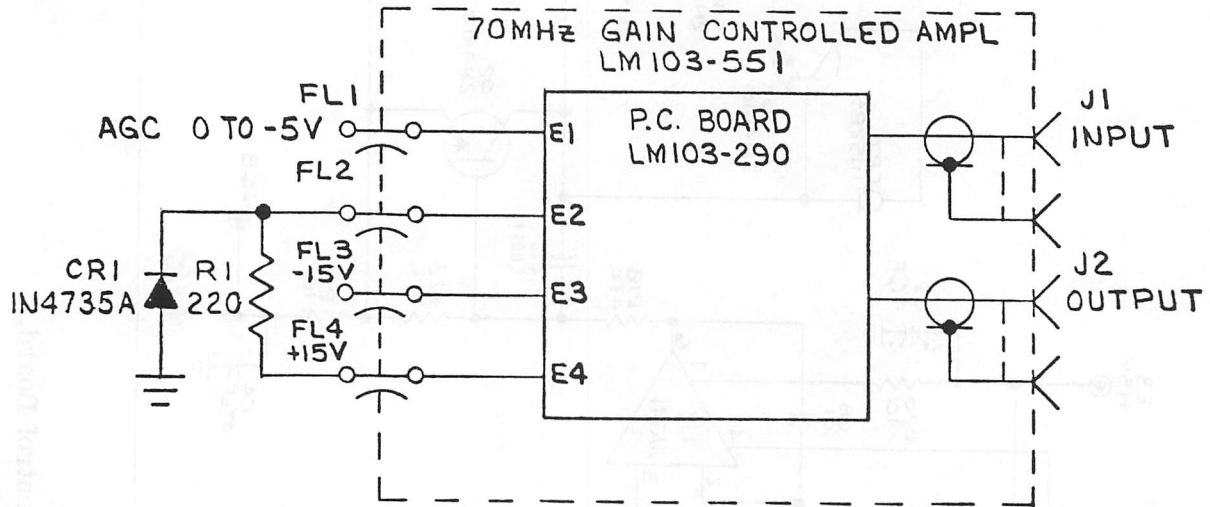 70MHz GAIN CONTROLLED AMPL
LM103-551
FL1
AGC 0 TO -5V
E1
P.C. BOARD
LM103-290
J1
INPUT
FL2
E2
FL3
-15V
E3
CR1
1N4735A
R1
220
FL4
+15V
E4
J2
OUTPUT